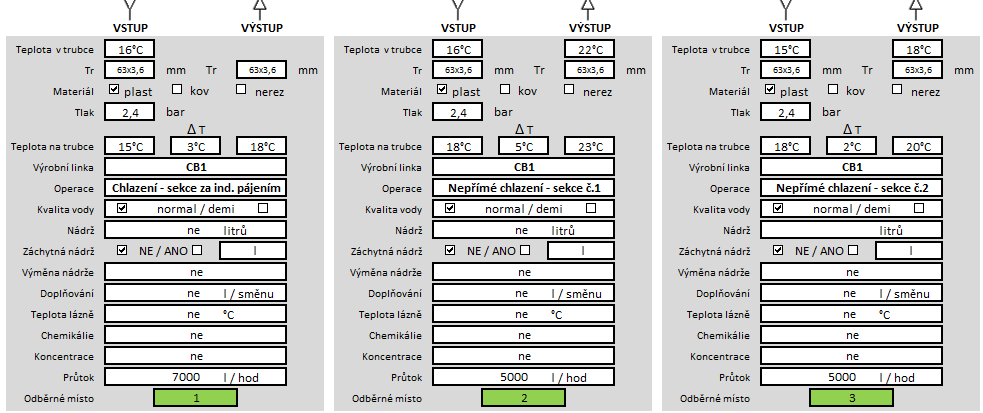 VSTUP VÝSTUP
Teplota v trubce 16°C
Tr 63x3,6 mm Tr 63x3,6 mm
Materiál plast kov nerez
Tlak 2,4 bar
Δ T
Teplota na trubce 15°C 3°C 18°C
Výrobní linka CB1
Operace Chlazení - sekce za ind. pájením
Kvalita vody normal / demi
Nádrž ne litrů
Záchytná nádrž NE / ANO l
Výměna nádrže ne
Doplňování ne l / směnu
Teplota lázně ne °C
Chemikálie ne
Koncentrace ne
Průtok 7000 l / hod
Odběrné místo 1
VSTUP VÝSTUP
Teplota v trubce 16°C 22°C
Tr 63x3,6 mm Tr 63x3,6 mm
Materiál plast kov nerez
Tlak 2,4 bar
Δ T
Teplota na trubce 18°C 5°C 23°C
Výrobní linka CB1
Operace Nepřímé chlazení - sekce č.1
Kvalita vody normal / demi
Nádrž ne litrů
Záchytná nádrž NE / ANO l
Výměna nádrže ne
Doplňování ne l / směnu
Teplota lázně ne °C
Chemikálie ne
Koncentrace ne
Průtok 5000 l / hod
Odběrné místo 2
VSTUP VÝSTUP
Teplota v trubce 15°C 18°C
Tr 63x3,6 mm Tr 63x3,6 mm
Materiál plast kov nerez
Tlak 2,4 bar
Δ T
Teplota na trubce 18°C 2°C 20°C
Výrobní linka CB1
Operace Nepřímé chlazení - sekce č.2
Kvalita vody normal / demi
Nádrž litrů
Záchytná nádrž NE / ANO l
Výměna nádrže ne
Doplňování ne l / směnu
Teplota lázně ne °C
Chemikálie ne
Koncentrace ne
Průtok 5000 l / hod
Odběrné místo 3